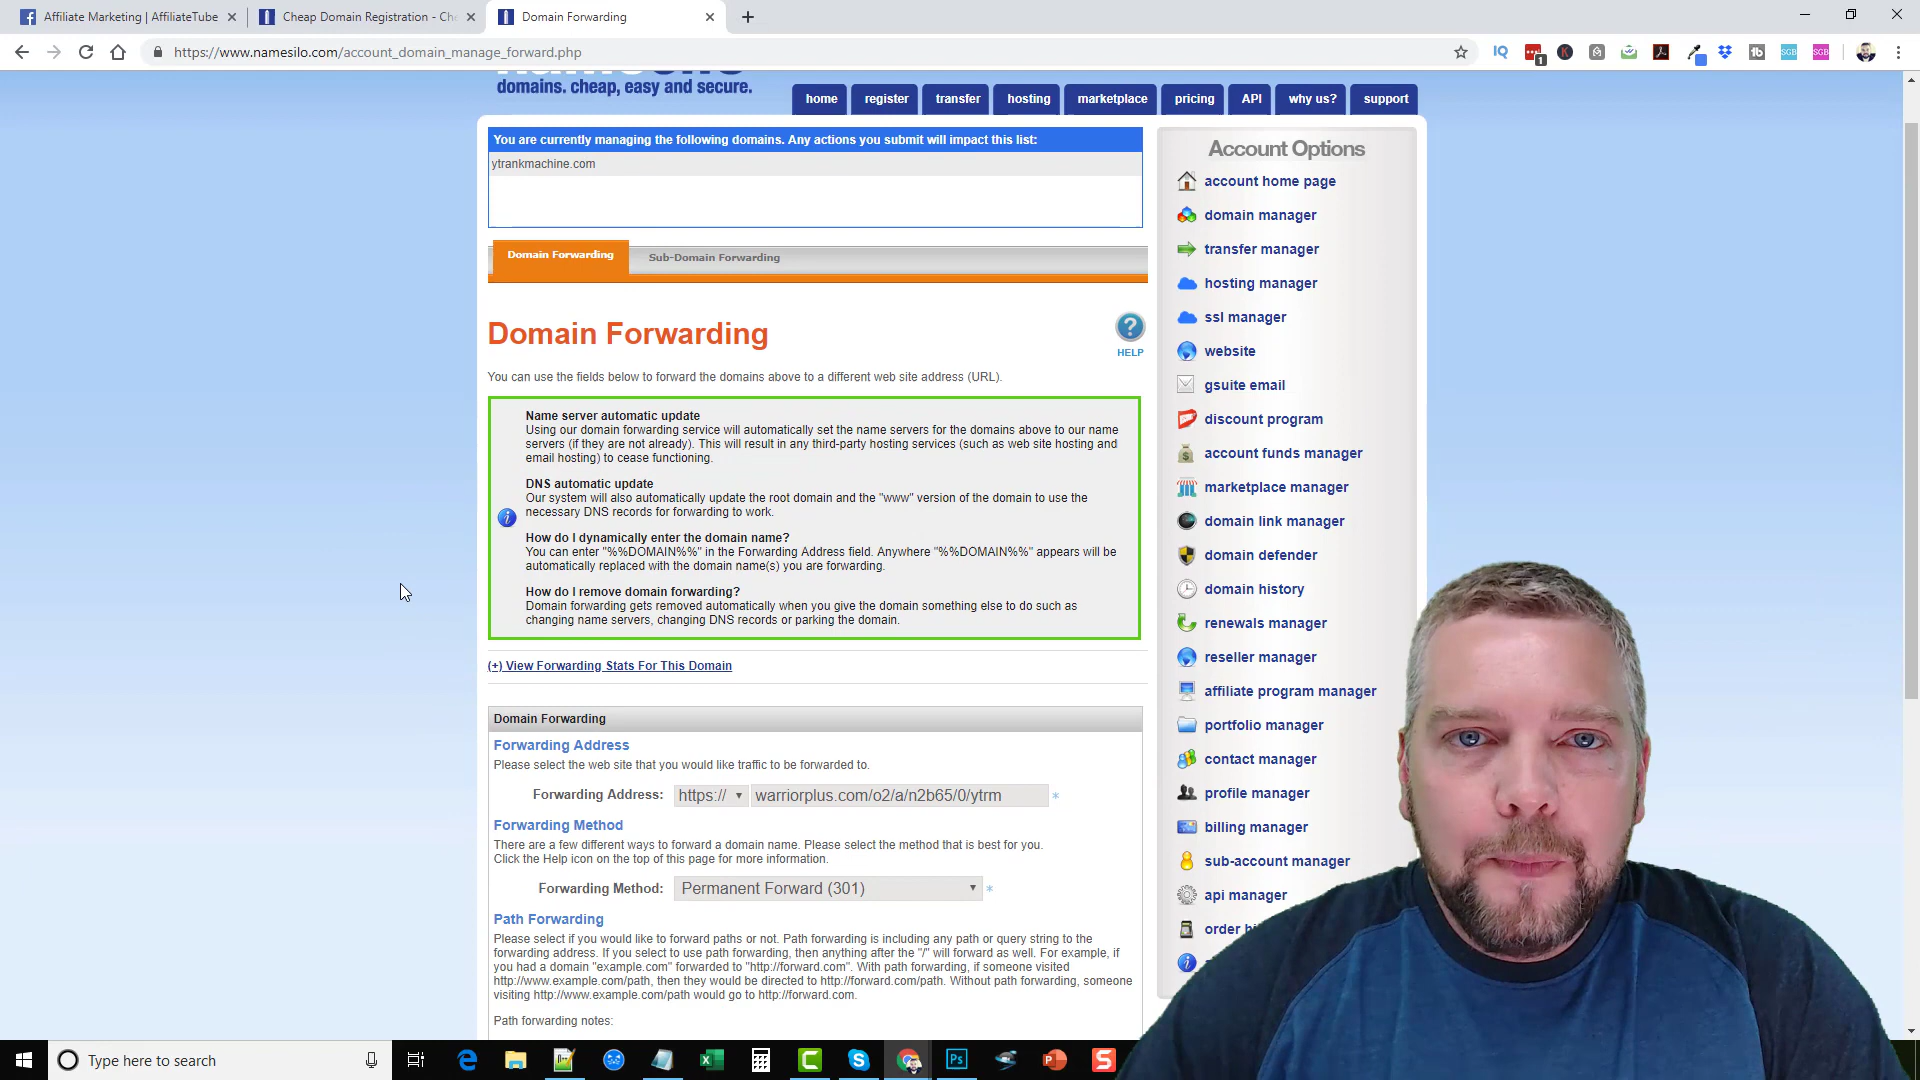 Affiliate Marketing | AffiliateTube
Cheap Domain Registration - Che
Domain Forwarding
https://www.namesilo.com/account_domain_manage_forward.php
domains. cheap, easy and secure.
home
register
transfer
hosting
marketplace
pricing
API
why us?
support
You are currently managing the following domains. Any actions you submit will impact this list:
ytrankmachine.com
Domain Forwarding
Sub-Domain Forwarding
Domain Forwarding
HELP
You can use the fields below to forward the domains above to a different web site address (URL).
Name server automatic update
Using our domain forwarding service will automatically set the name servers for the domains above to our name
servers (if they are not already). This will result in any third-party hosting services (such as web site hosting and
email hosting) to cease functioning.
DNS automatic update
Our system will also automatically update the root domain and the "www" version of the domain to use the
necessary DNS records for forwarding to work.
How do I dynamically enter the domain name?
You can enter "%%DOMAIN%%" in the Forwarding Address field. Anywhere "%%DOMAIN%%" appears will be
automatically replaced with the domain name(s) you are forwarding.
How do I remove domain forwarding?
Domain forwarding gets removed automatically when you give the domain something else to do such as
changing name servers, changing DNS records or parking the domain.
(+) View Forwarding Stats For This Domain
Domain Forwarding
Forwarding Address
Please select the web site that you would like traffic to be forwarded to.
Forwarding Address: https:// warriorplus.com/o2/a/n2b65/0/ytrm *
Forwarding Method
There are a few different ways to forward a domain name. Please select the method that is best for you.
Click the Help icon on the top of this page for more information.
Forwarding Method: Permanent Forward (301) *
Path Forwarding
Please select if you would like to forward paths or not. Path forwarding is including any path or query string to the
forwarding address. If you select to use path forwarding, then anything after the "/" will forward as well. For example, if
you had a domain "example.com" forwarded to "http://forward.com". With path forwarding, if someone visited
http://www.example.com/path, then they would be directed to http://forward.com/path. Without path forwarding, someone
visiting http://www.example.com/path would go to http://forward.com.
Path forwarding notes:
Account Options
account home page
domain manager
transfer manager
hosting manager
ssl manager
website
gsuite email
discount program
account funds manager
marketplace manager
domain link manager
domain defender
domain history
renewals manager
reseller manager
affiliate program manager
portfolio manager
contact manager
profile manager
billing manager
sub-account manager
api manager
order
Type here to search